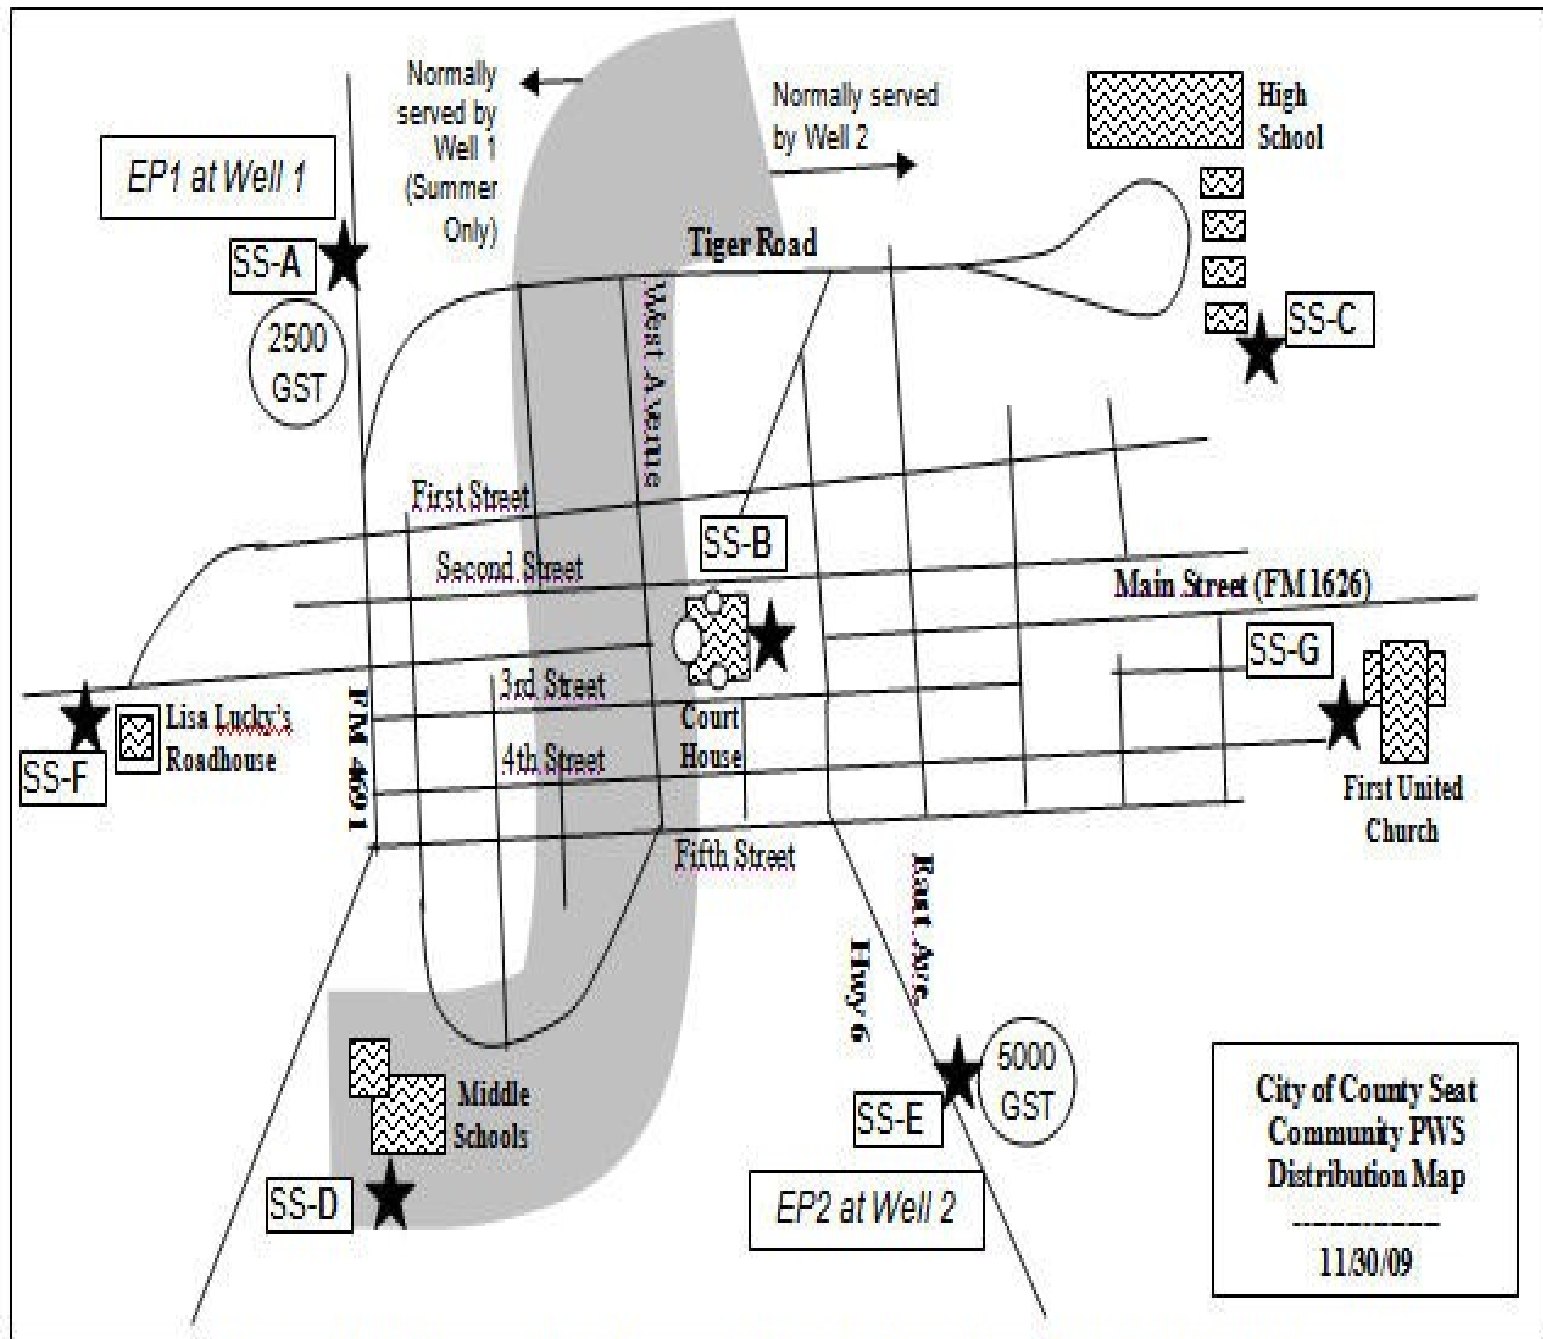 Normally
served by
Well 1
(Summer
Only)
Normally served
by Well 2
High
School
EP1 at Well 1
SS-A
2500
GST
Tiger Road
SS-C
West Avenue
First Street
SS-B
Second Street
Main Street (FM 1626)
SS-G
3rd Street
Court
House
FM 4691
Lisa Lucky's
Roadhouse
SS-F
4th Street
First United
Church
Fifth Street
East Ave.
Hwy 6
5000
GST
SS-E
Middle
Schools
SS-D
EP2 at Well 2
City of County Seat
Community PWS
Distribution Map
11/30/09